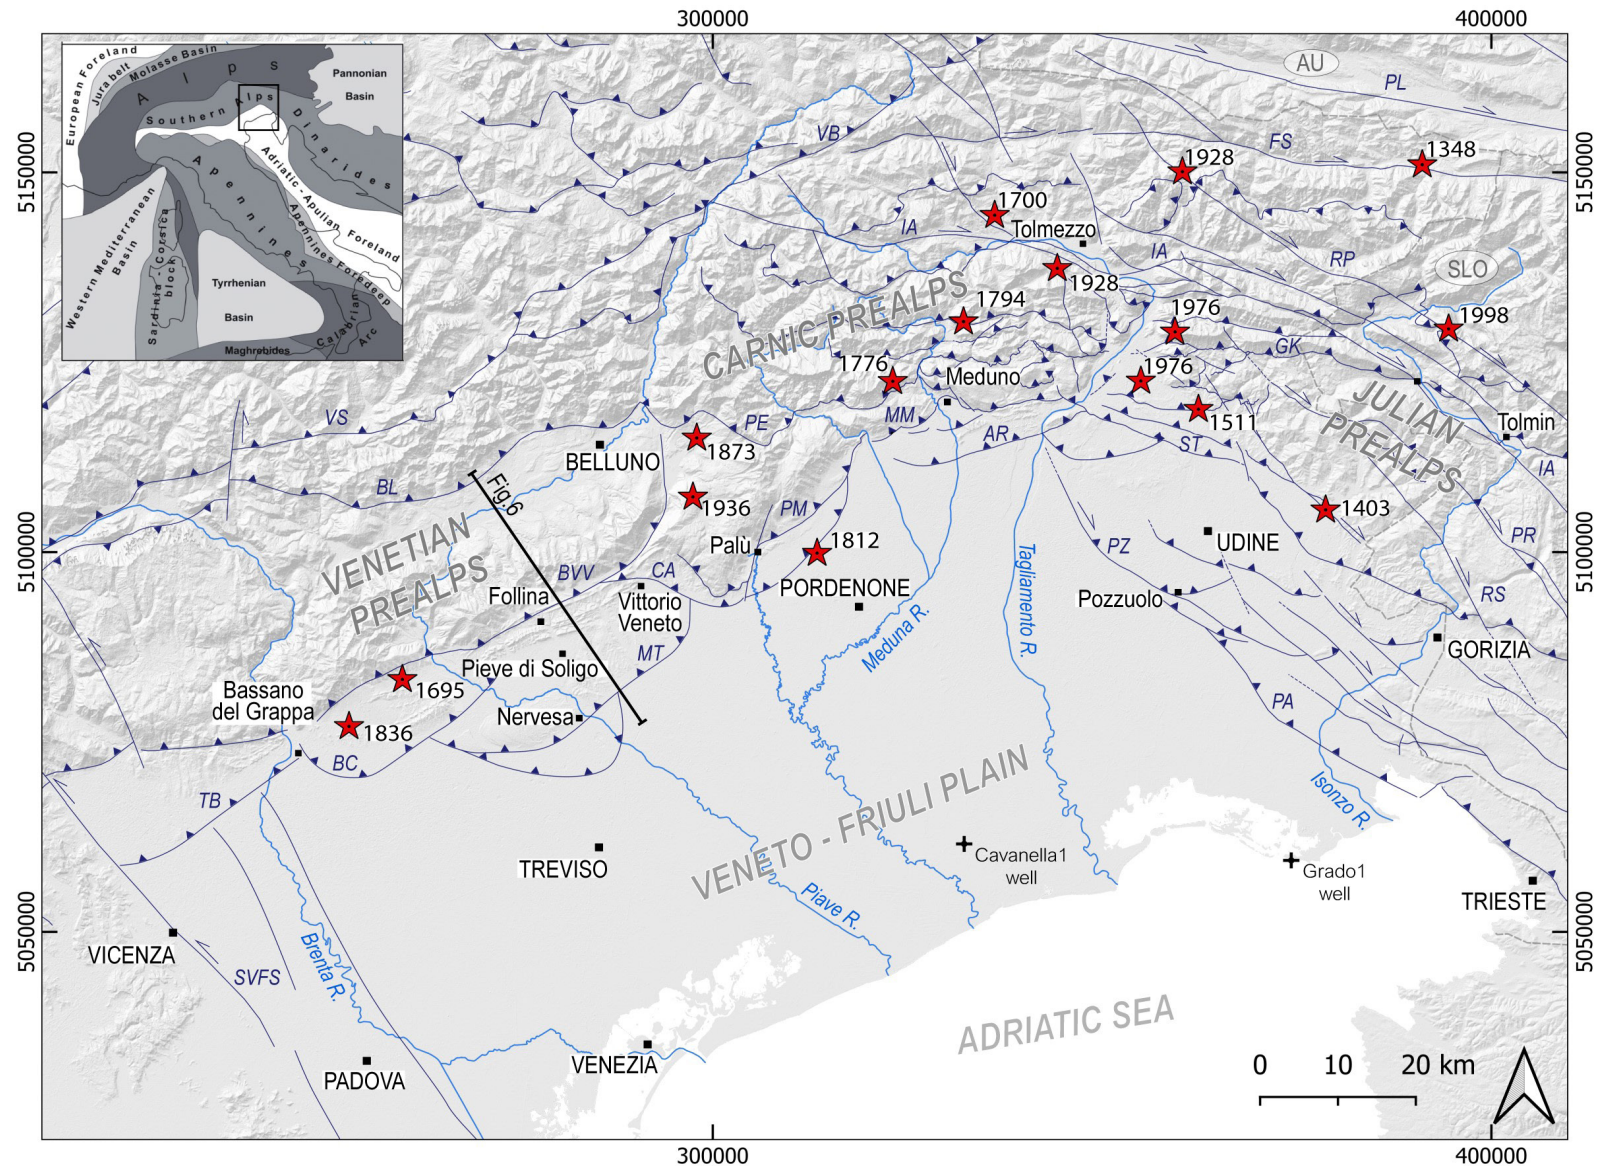 300000
400000
European Foreland
Jura belt
Molasse Basin
Alps
Southern Alps
Pannonian
Basin
Dinarides
Adriatic - Apulian Foreland
Apennines
Apennines Foredeep
Western Mediterranean
Basin
Sardinia - Corsica
block
Tyrrhenian
Basin
Calabrian
Arc
Maghrebides
AU
PL
VB
FS
1348
1928
5150000
5150000
1700
Tolmezzo
IA
IA
RP
SLO
1928
CARNIC PREALPS
1794
1976
1998
GK
1776
1976
Meduno
JULIAN
PREALPS
VS
PE
MM
1511
Tolmin
AR
ST
IA
1873
BELLUNO
BL
Fig.6
1936
PM
1403
VENETIAN
PREALPS
Palù
1812
PZ
UDINE
PR
5100000
5100000
BVV
CA
PORDENONE
Follina
Vittorio
Veneto
Tagliamento R.
Pozzuolo
RS
Meduna R.
GORIZIA
MT
Pieve di Soligo
1695
Bassano
del Grappa
Nervesa
PA
1836
BC
TB
VENETO - FRIULI PLAIN
Isonzo R.
Cavanella1
well
Grado1
well
TREVISO
TRIESTE
Piave R.
5050000
5050000
VICENZA
Brenta R.
SVFS
ADRIATIC SEA
VENEZIA
PADOVA
0 10 20 km
300000
400000